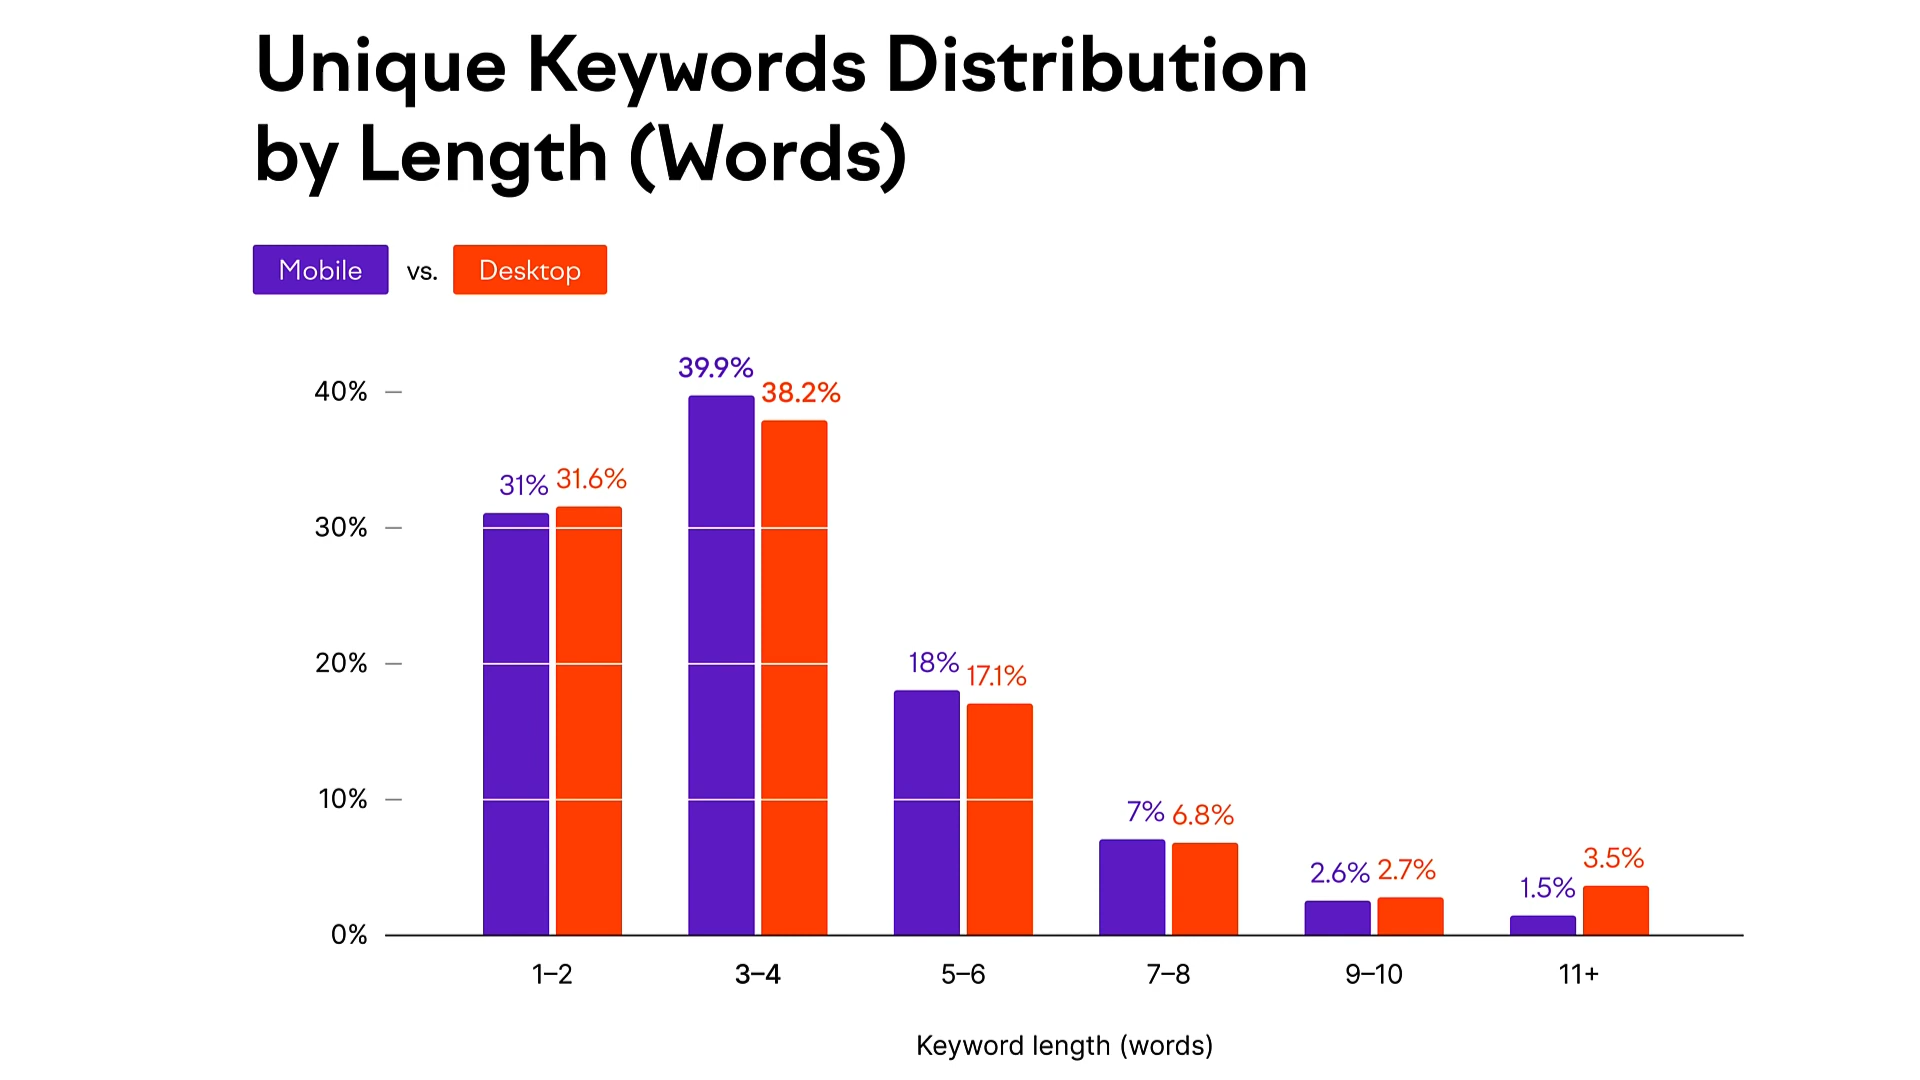 Unique Keywords Distribution
by Length (Words)
Mobile vs. Desktop
39.9%
40%
38.2%
31% 31.6%
30%
20%
18% 17.1%
10%
7% 6.8%
2.6% 2.7%
1.5% 3.5%
0%
1–2 3–4 5–6 7–8 9–10 11+
Keyword length (words)